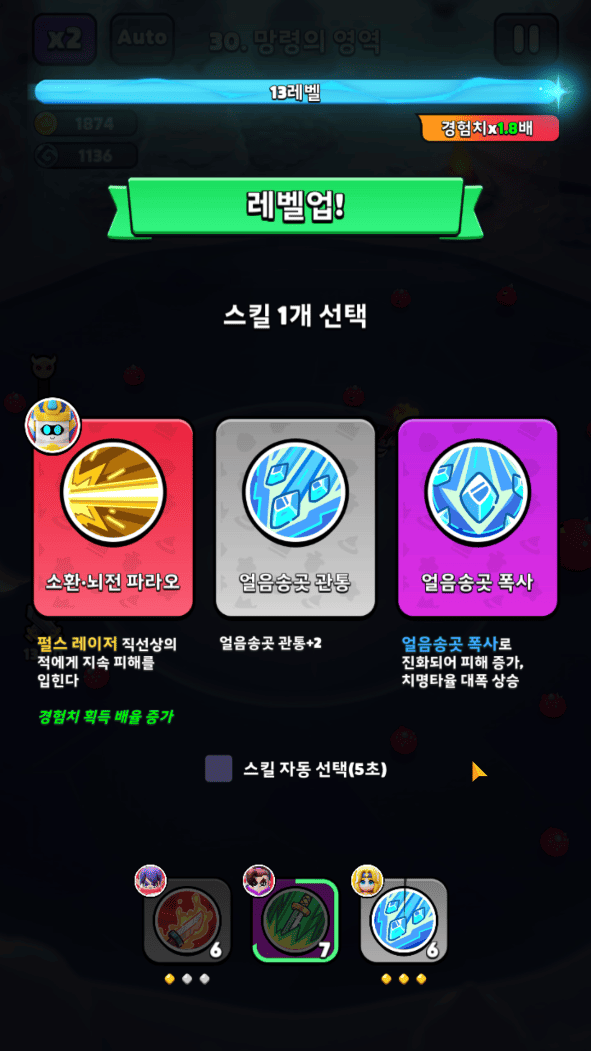 x2
Auto
30. 망령의 영역
13레벨
1874
경험치x1.8배
1136
레벨업!
스킬 1개 선택
소환·뇌전 파라오
얼음송곳 관통
얼음송곳 폭사
펄스 레이저 직선상의
적에게 지속 피해를
입힌다
경험치 획득 배율 증가
얼음송곳 관통+2
얼음송곳 폭사로
진화되어 피해 증가,
치명타율 대폭 상승
스킬 자동 선택(5초)
6
7
6